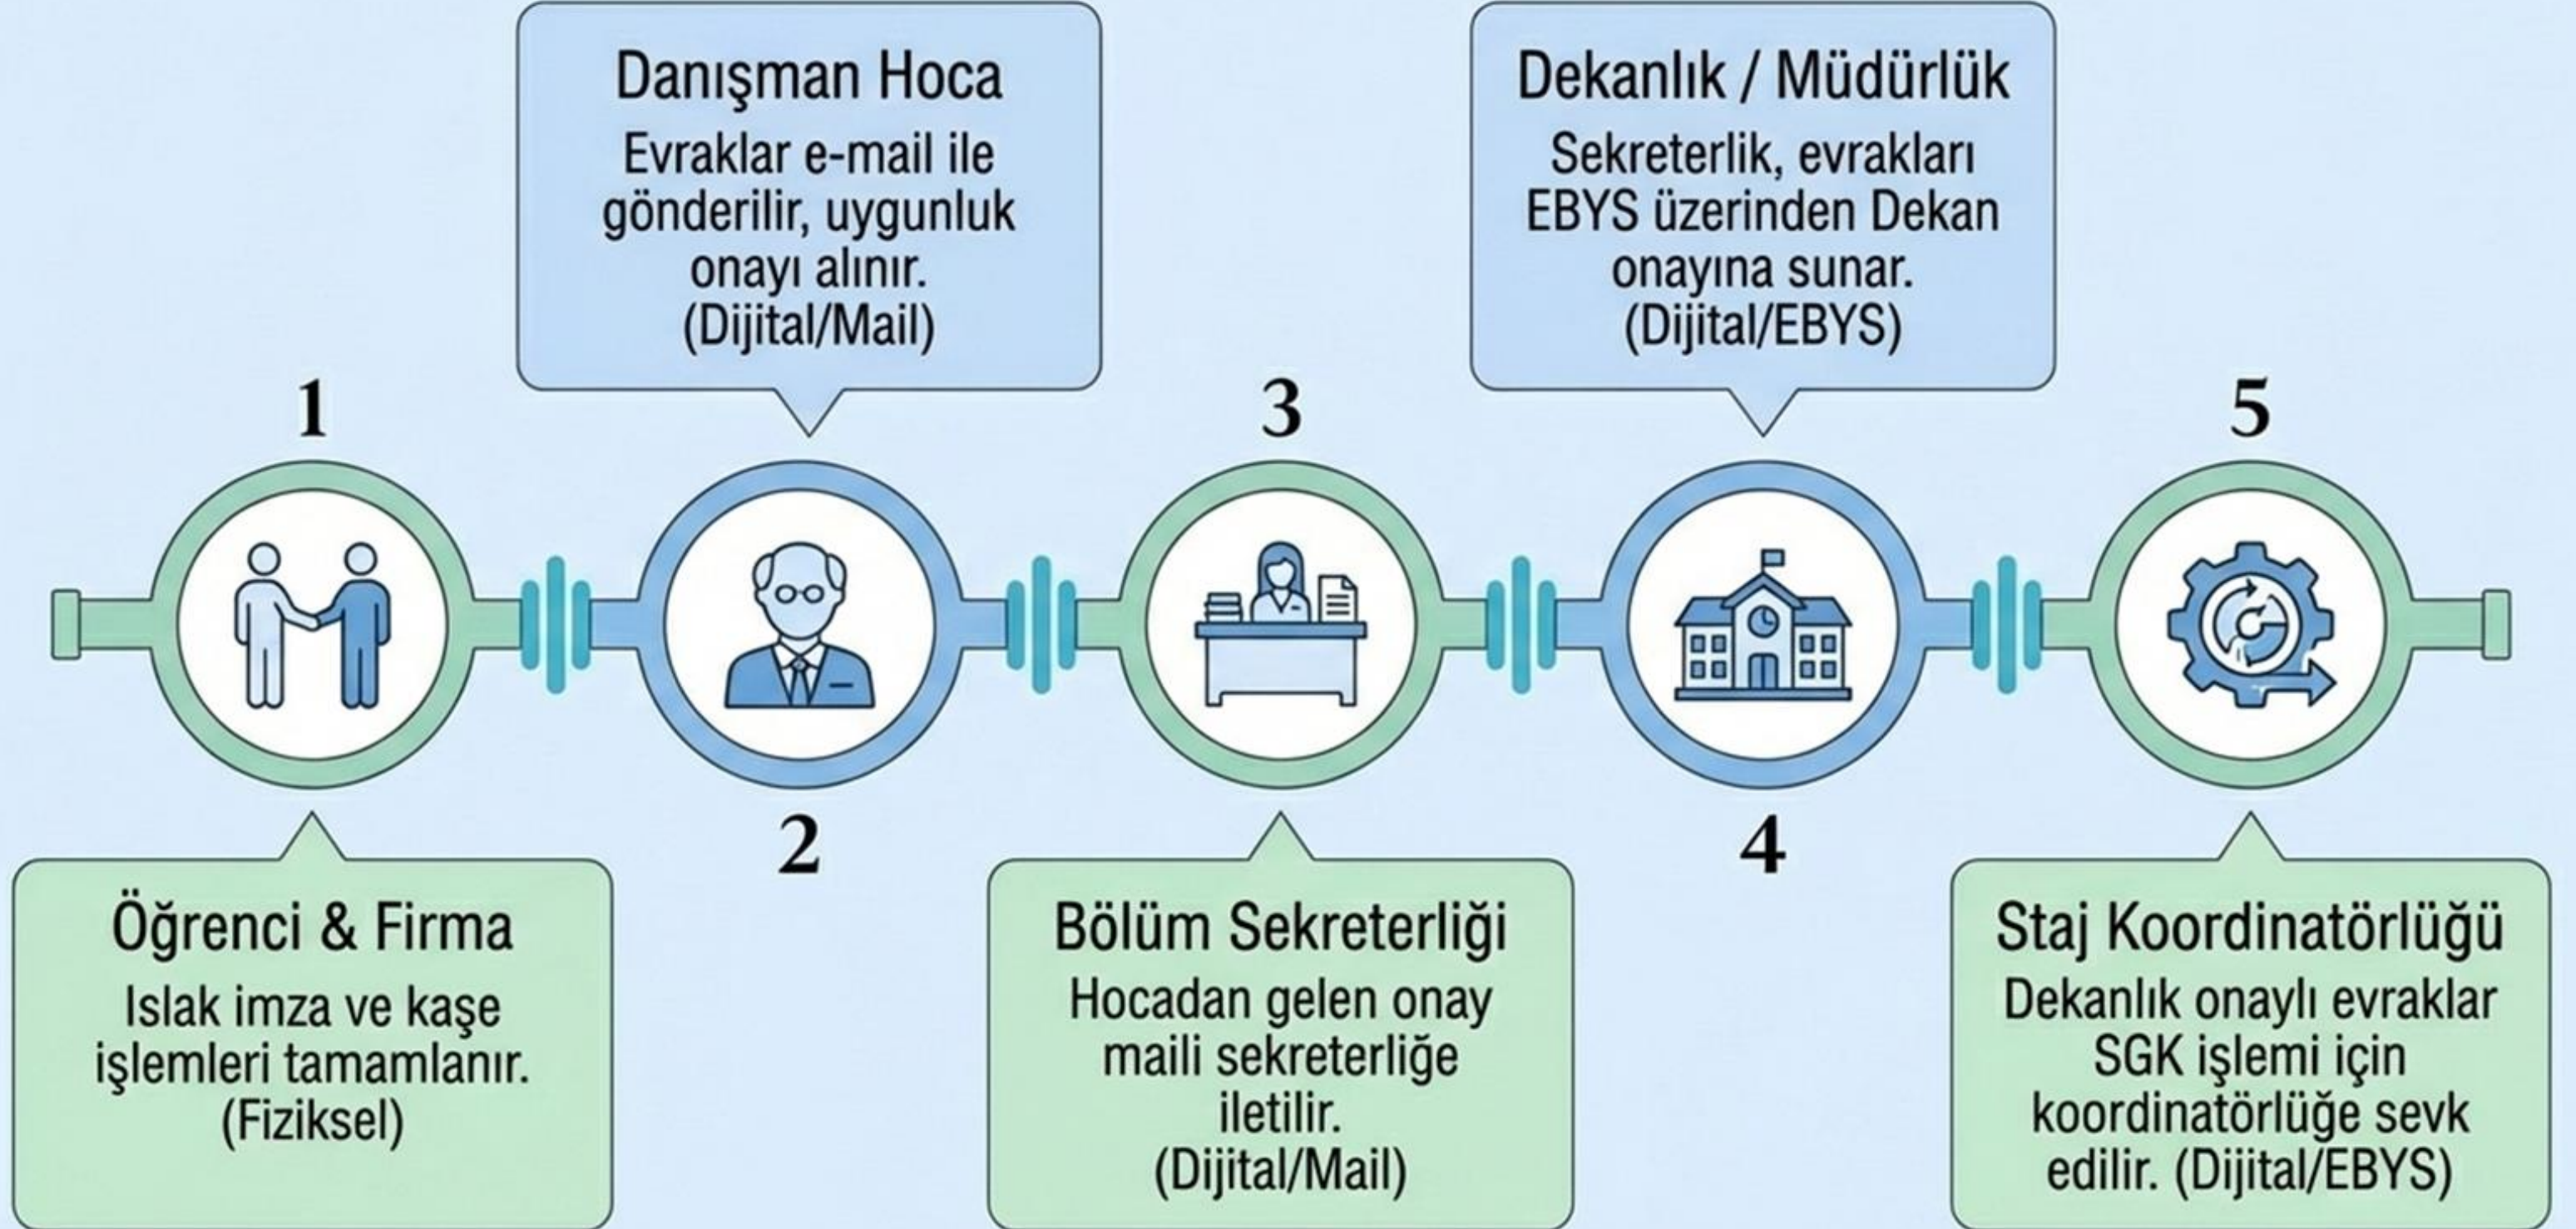 1
Öğrenci & Firma
Islak imza ve kaşe
işlemleri tamamlanır.
(Fiziksel)
Danışman Hoca
Evraklar e-mail ile
gönderilir, uygunluk
onayı alınır.
(Dijital/Mail)
2
3
Bölüm Sekreterliği
Hocadan gelen onay
maili sekreterliğe
iletilir.
(Dijital/Mail)
Dekanlık / Müdürlük
Sekreterlik, evrakları
EBYS üzerinden Dekan
onayına sunar.
(Dijital/EBYS)
4
5
Staj Koordinatörlüğü
Dekanlık onaylı evraklar
SGK işlemi için
koordinatörlüğe sevk
edilir. (Dijital/EBYS)